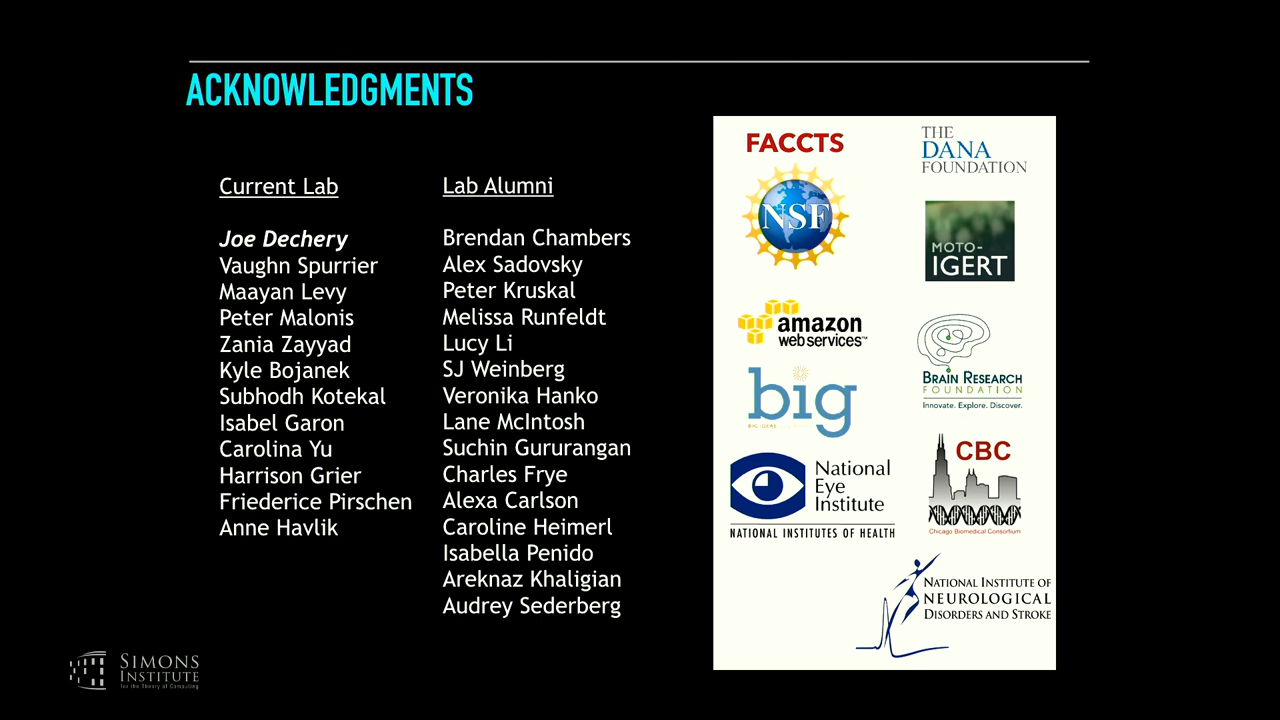 ACKNOWLEDGMENTS
Current Lab
Joe Dechery
Vaughn Spurrier
Maayan Levy
Peter Malonis
Zania Zayyad
Kyle Bojanek
Subhodh Kotekal
Isabel Garon
Carolina Yu
Harrison Grier
Friederice Pirschen
Anne Havlik
Lab Alumni
Brendan Chambers
Alex Sadovsky
Peter Kruskal
Melissa Runfeldt
Lucy Li
SJ Weinberg
Veronika Hanko
Lane McIntosh
Suchin Gururangan
Charles Frye
Alexa Carlson
Caroline Heimerl
Isabella Penido
Areknaz Khaligian
Audrey Sederberg
FACCTS
NSF
THE
DANA
FOUNDATION
MOTO-
IGERT
amazon
web services™
BRAIN RESEARCH
FOUNDATION
Innovate. Explore. Discover.
big
BIG IDEAS
CBC
Chicago Biomedical Consortium
National
Eye
Institute
NATIONAL INSTITUTES OF HEALTH
NATIONAL INSTITUTE OF
NEUROLOGICAL
DISORDERS AND STROKE
SIMONS
INSTITUTE
for the Theory of Computing